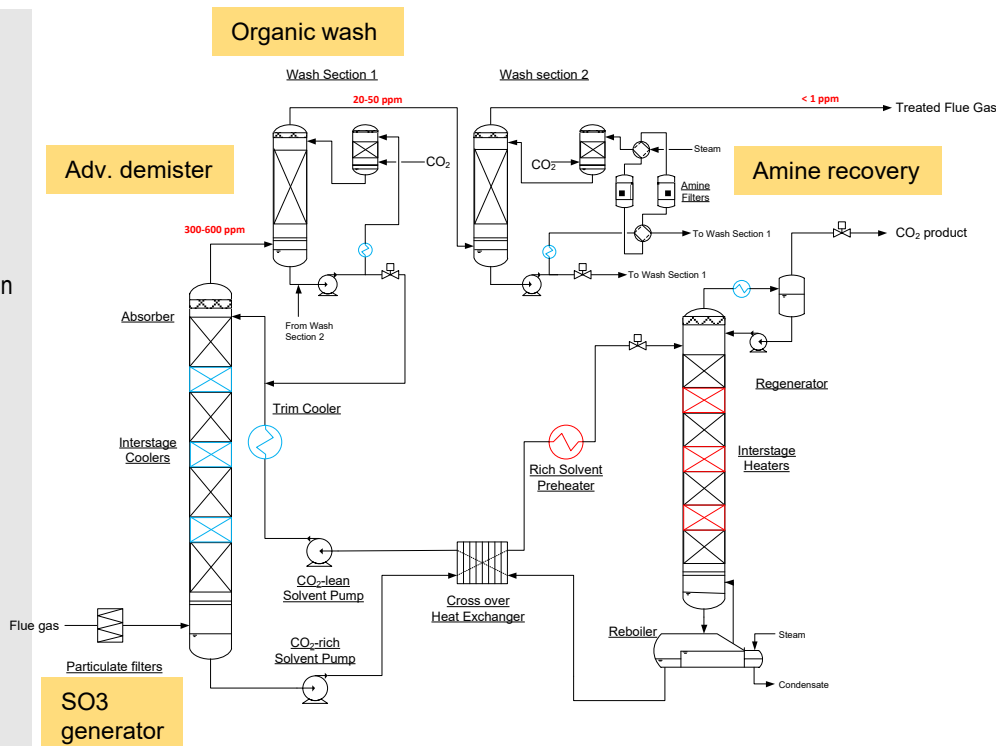 Organic wash
Wash Section 1
Wash section 2
20-50 ppm
< 1 ppm
Treated Flue Gas
CO₂
CO₂
Steam
Adv. demister
Amine recovery
Amine
Filters
300-600 ppm
To Wash Section 1
CO₂ product
To Wash Section 1
n
From Wash
Section 2
Absorber
Regenerator
Trim Cooler
Interstage
Coolers
Interstage
Heaters
Rich Solvent
Preheater
CO₂-lean
Solvent Pump
Cross over
Heat Exchanger
Flue gas
Reboiler
Steam
CO₂-rich
Solvent Pump
Particulate filters
Condensate
SO3
generator